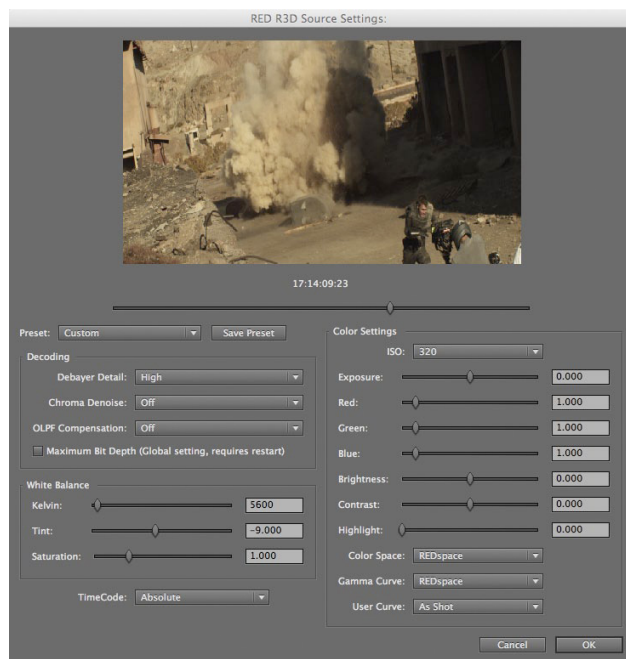 RED R3D Source Settings:
17:14:09:23
Preset: Custom Save Preset
Decoding
Debayer Detail: High
Chroma Denoise: Off
OLPF Compensation: Off
Maximum Bit Depth (Global setting, requires restart)
White Balance
Kelvin: 5600
Tint: -9.000
Saturation: 1.000
TimeCode: Absolute
Color Settings
ISO: 320
Exposure: 0.000
Red: 1.000
Green: 1.000
Blue: 1.000
Brightness: 0.000
Contrast: 0.000
Highlight: 0.000
Color Space: REDspace
Gamma Curve: REDspace
User Curve: As Shot
Cancel OK